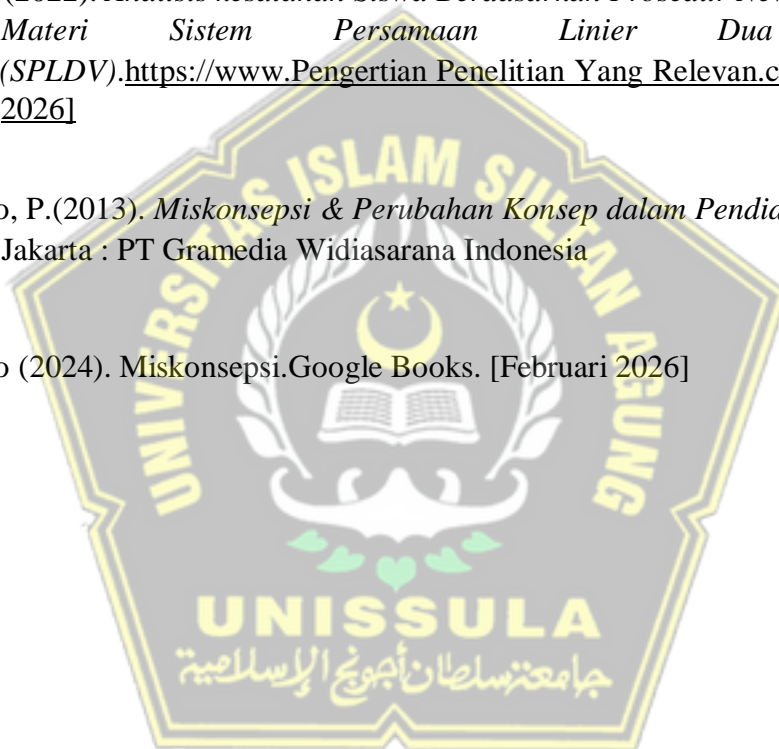 (2022). Analisis kesalahan Siswa Berdasarkan Prosedur
Materi Sistem Persamaan Linier Dua
(SPLDV).https://www.Pengertian Penelitian Yang Relevan.c
2026]
o, P.(2013). Miskonsepsi & Perubahan Konsep dalam
Jakarta : PT Gramedia Widiasarana Indonesia
o (2024). Miskonsepsi.Google Books. [Februari 2026]
UNIVERSITAS ISLAM SULTAN AGUNG
UNISSULA
جامعة سلطان أجونج الإسلامية